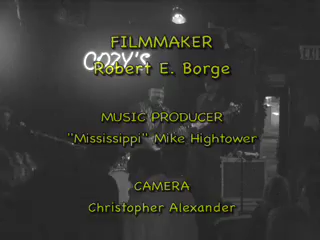 FILMMAKER
COZY'S
Robert E. Borge
MUSIC PRODUCER
"Mississippi" Mike Hightower
CAMERA
Christopher Alexander